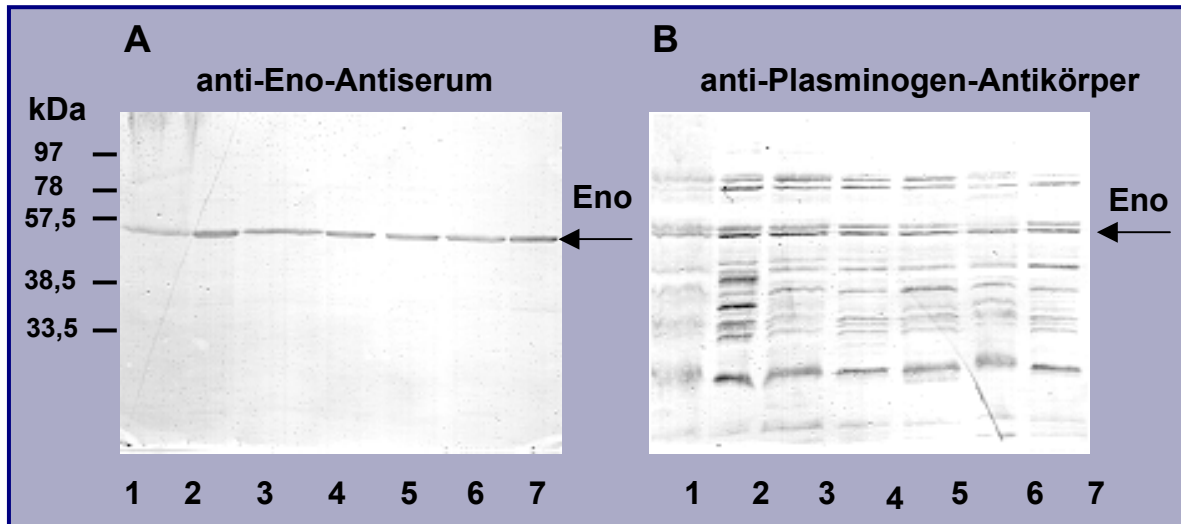 A
anti-Eno-Antiserum
kDa
97
78
57,5
38,5
33,5
Eno
1 2 3 4 5 6 7
B
anti-Plasminogen-Antikörper
Eno
1 2 3 4 5 6 7